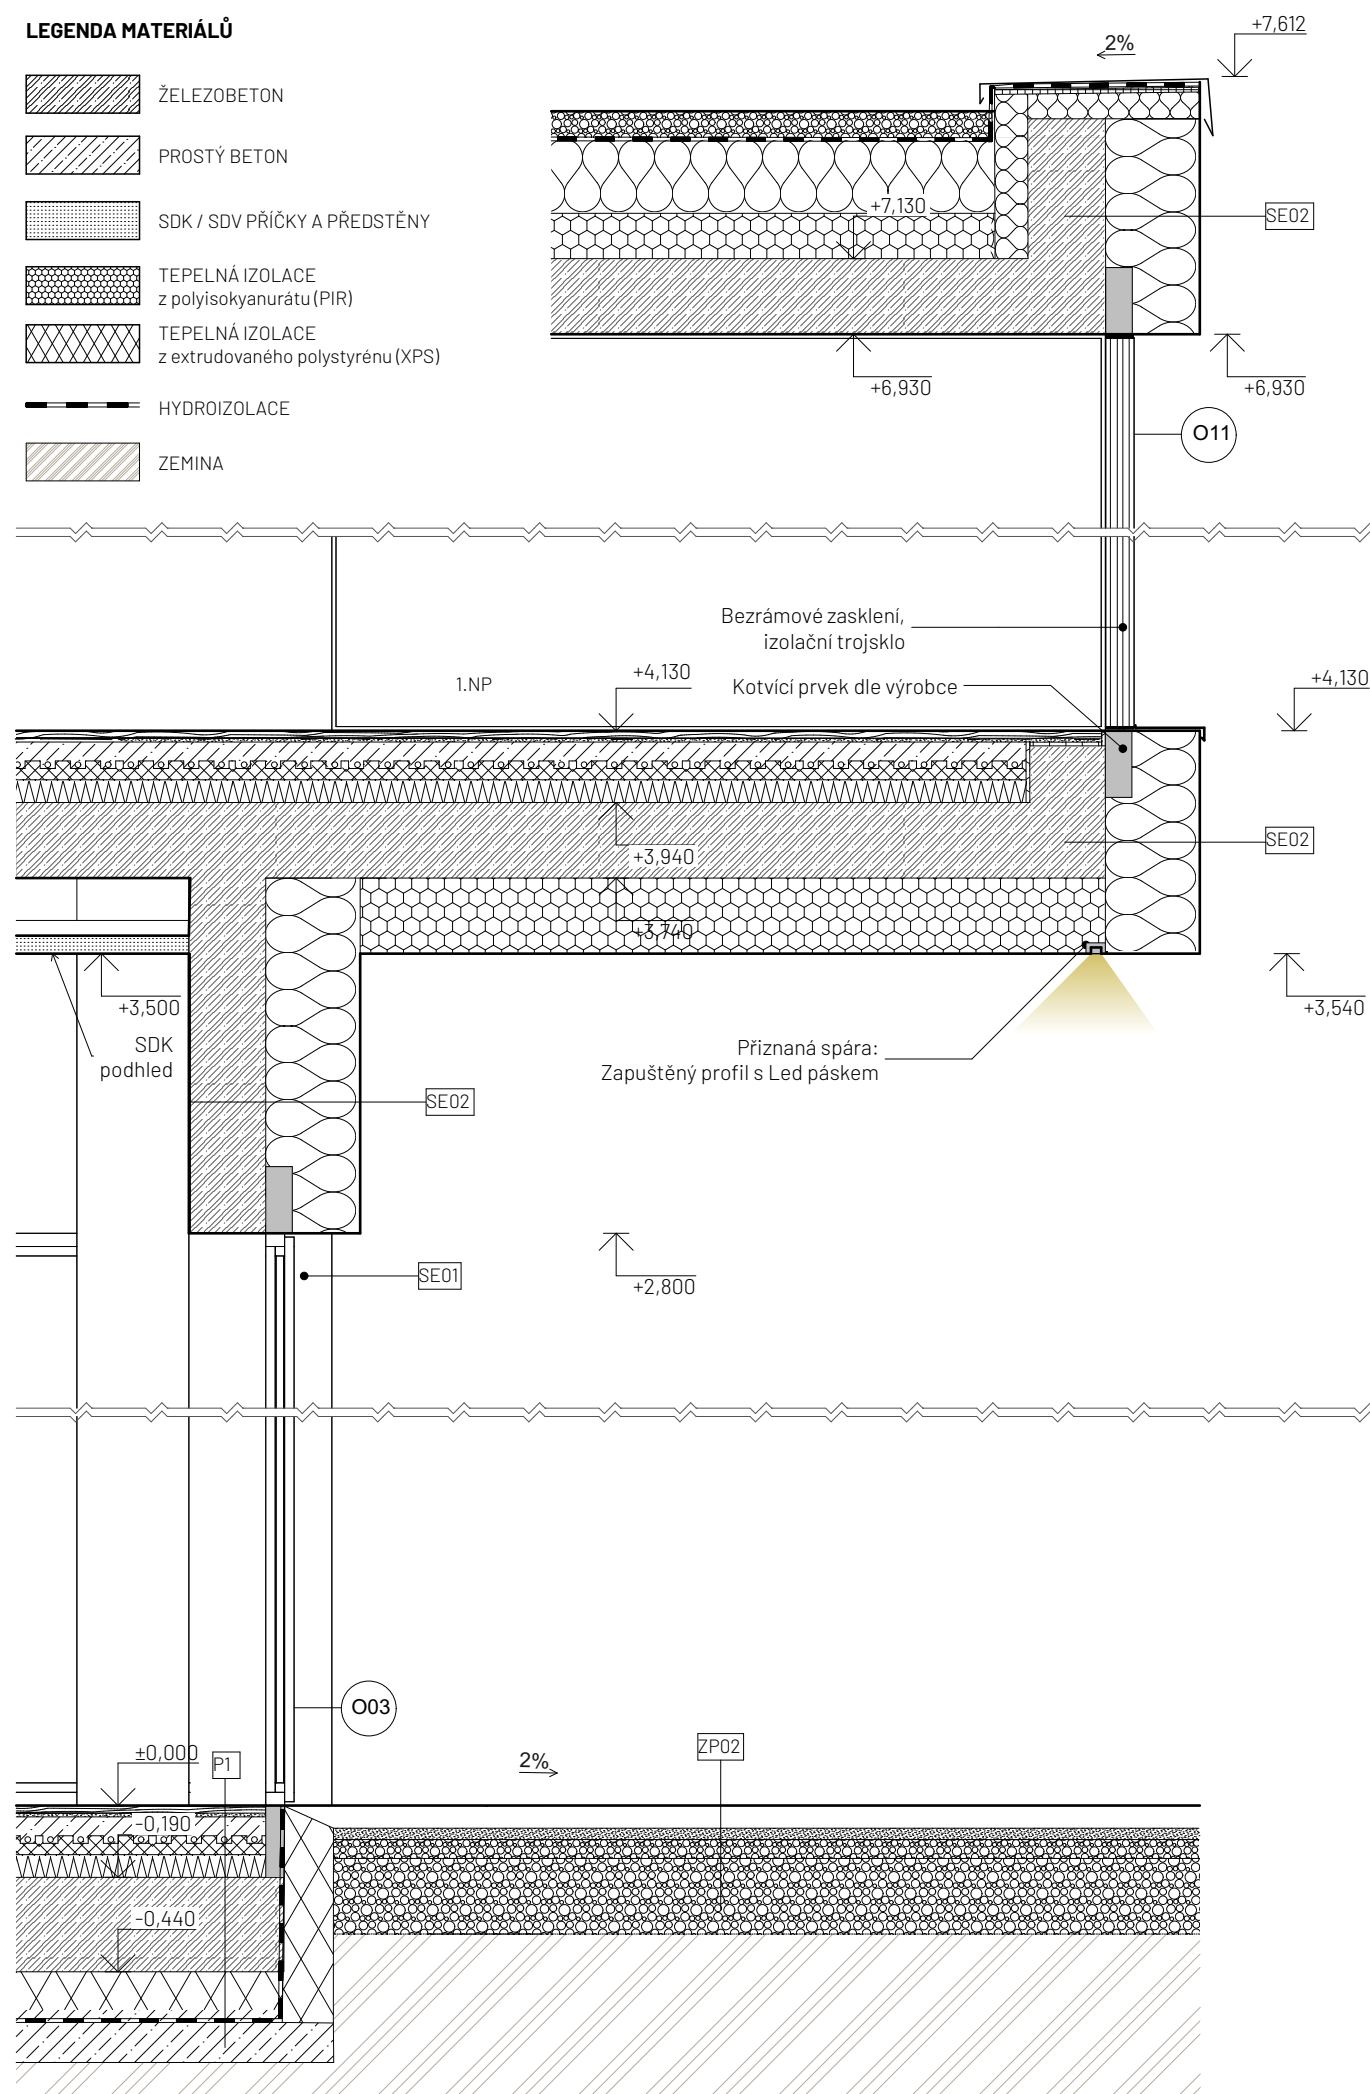 LEGENDA MATERIÁLŮ
ŽELEZOBETON
PROSTÝ BETON
SDK / SDV PŘÍČKY A PŘEDSTĚNY
TEPELNÁ IZOLACE
z polyisokyanurátu (PIR)
TEPELNÁ IZOLACE
z extrudovaného polystyrénu (XPS)
HYDROIZOLACE
ZEMINA
+7,612
2%
+7,130
SE02
+6,930
+6,930
O11
Bezrámové zasklení,
izolační trojsklo
1.NP
+4,130
Kotvící prvek dle výrobce
+4,130
SE02
+3,940
+3,740
+3,500
+3,540
SDK
podhled
Přiznaná spára:
Zapuštěný profil s Led páskem
SE02
SE01
+2,800
O03
±0,000
P1
2%
ZP02
-0,190
-0,440